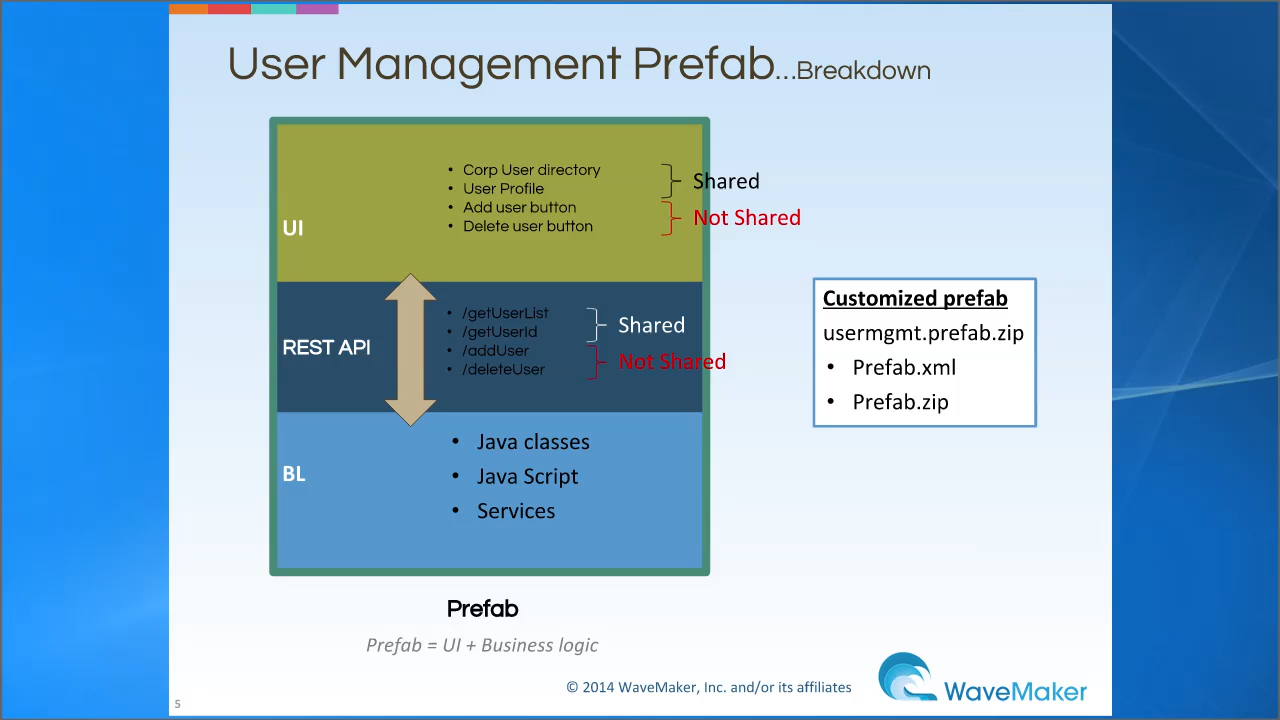 User Management Prefab...Breakdown
• Corp User directory
• User Profile
• Add user button
• Delete user button
Shared
Not Shared
UI
• /getUserList
• /getUserId
• /addUser
• /deleteUser
Shared
Not Shared
REST API
• Java classes
• Java Script
• Services
BL
Customized prefab
usermgmt.prefab.zip
• Prefab.xml
• Prefab.zip
Prefab
Prefab = UI + Business logic
© 2014 WaveMaker, Inc. and/or its affiliates
WaveMaker
5